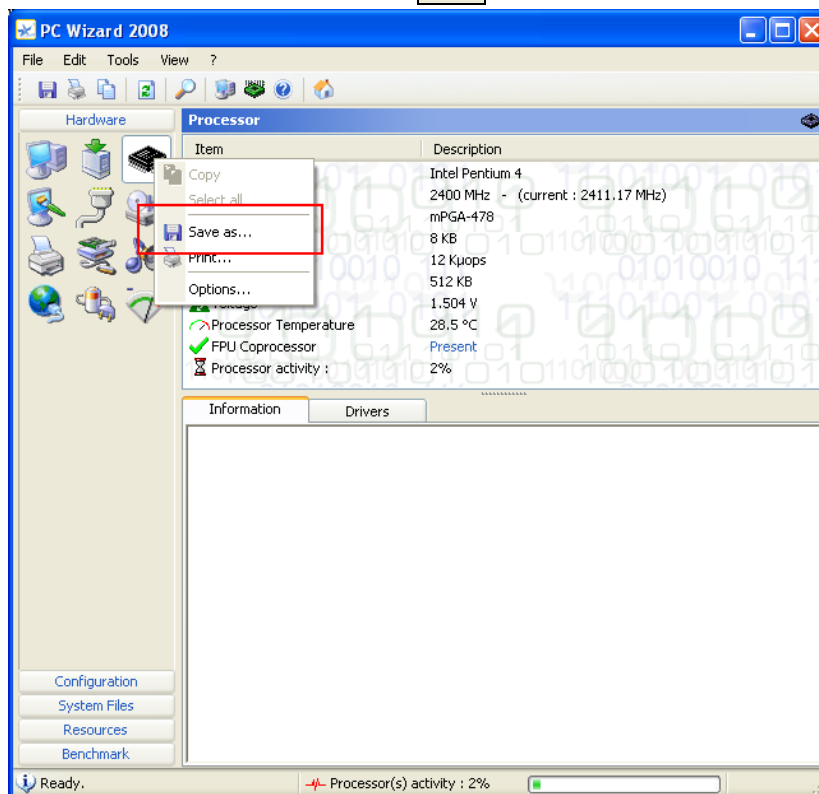 PC Wizard 2008
File Edit Tools View ?
Hardware
Processor
Item Description
Copy
Select all
Save as...
Print...
Options...
Intel Pentium 4
2400 MHz - (current : 2411.17 MHz)
mPGA-478
8 KB
12 Kµops
512 KB
Voltage 1.504 V
Processor Temperature 28.5 °C
FPU Coprocessor Present
Processor activity : 2%
Information Drivers
Configuration
System Files
Resources
Benchmark
Ready. Processor(s) activity : 2%